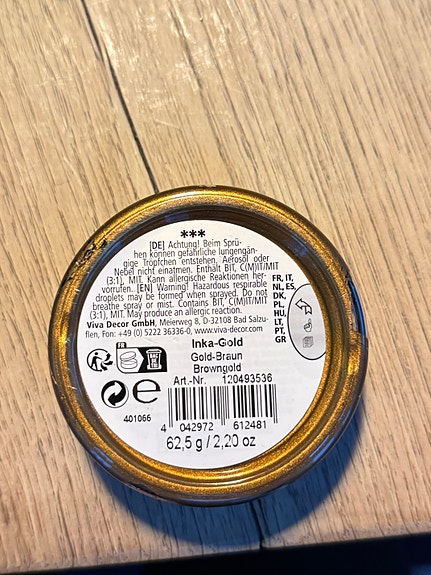 ***
[DE] Achtung! Beim Sprü-
hen können gefährliche lungengän-
gige Tröpfchen entstehen. Aerosol oder
Nebel nicht einatmen. Enthält BIT, C(M)IT/MIT
(3:1), MIT. Kann allergische Reaktionen her-
vorrufen. [EN] Warning! Hazardous respirable
droplets may be formed when sprayed. Do not
breathe spray or mist. Contains BIT, C(M)IT/MIT
(3:1), MIT. May produce an allergic reaction.
Viva Decor GmbH, Meierweg 8, D-32108 Bad Salzu-
flen, Fon: +49 (0) 5222 36336-0, www.viva-decor.com
FR, IT,
NL, ES,
DK,
PL,
HU,
LT,
PT,
GR
FR
Inka-Gold
Gold-Braun
Browngold
Art.-Nr. 120493536
e
401066
4 042972 612481
62,5 g / 2,20 oz